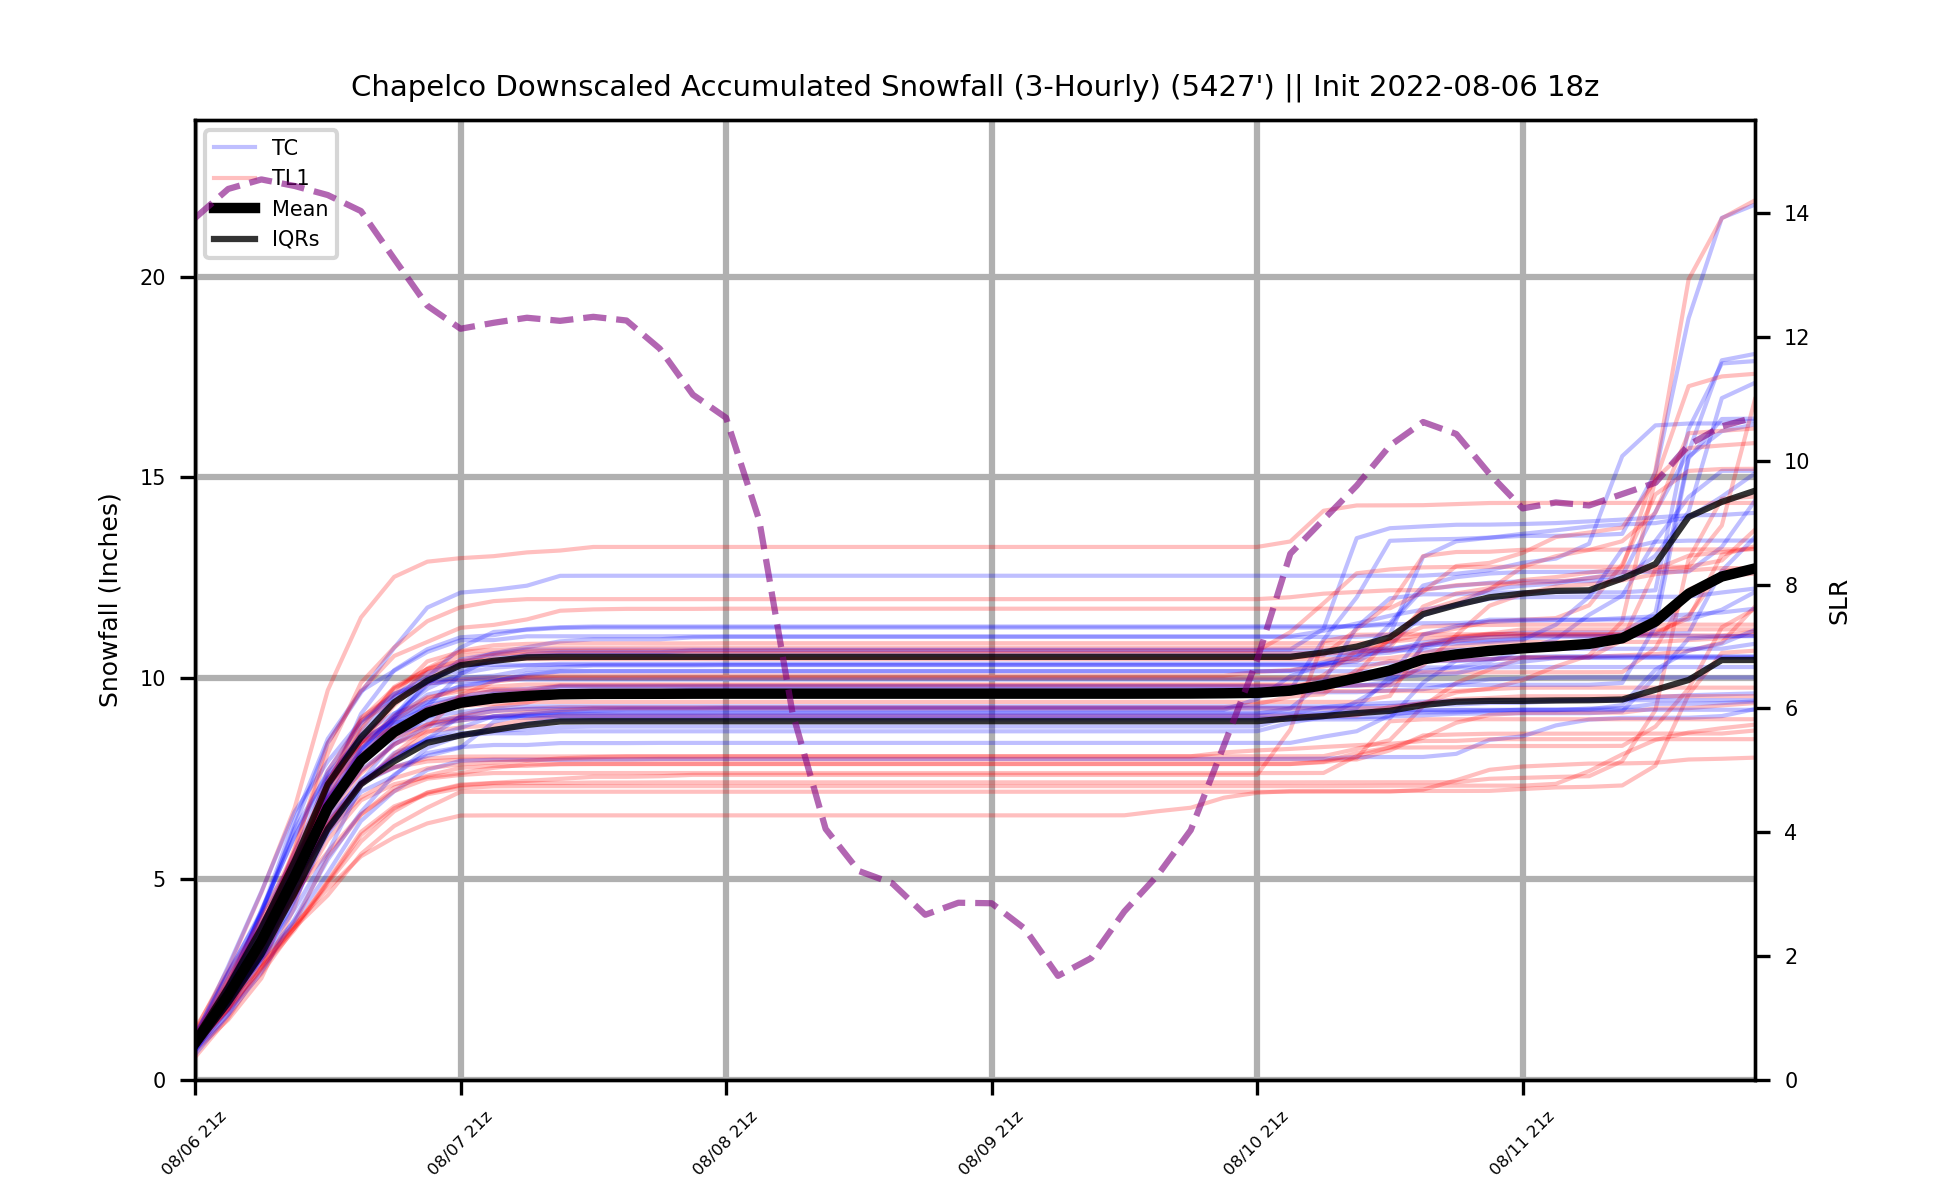 Chapelco Downscaled Accumulated Snowfall (3-Hourly) (5427') || Init 2022-08-06 18z
TC
TL1
Mean
IQRs
20
15
10
5
0
Snowfall (Inches)
14
12
10
8
6
4
2
0
SLR
08/06 21z
08/07 21z
08/08 21z
08/09 21z
08/10 21z
08/11 21z